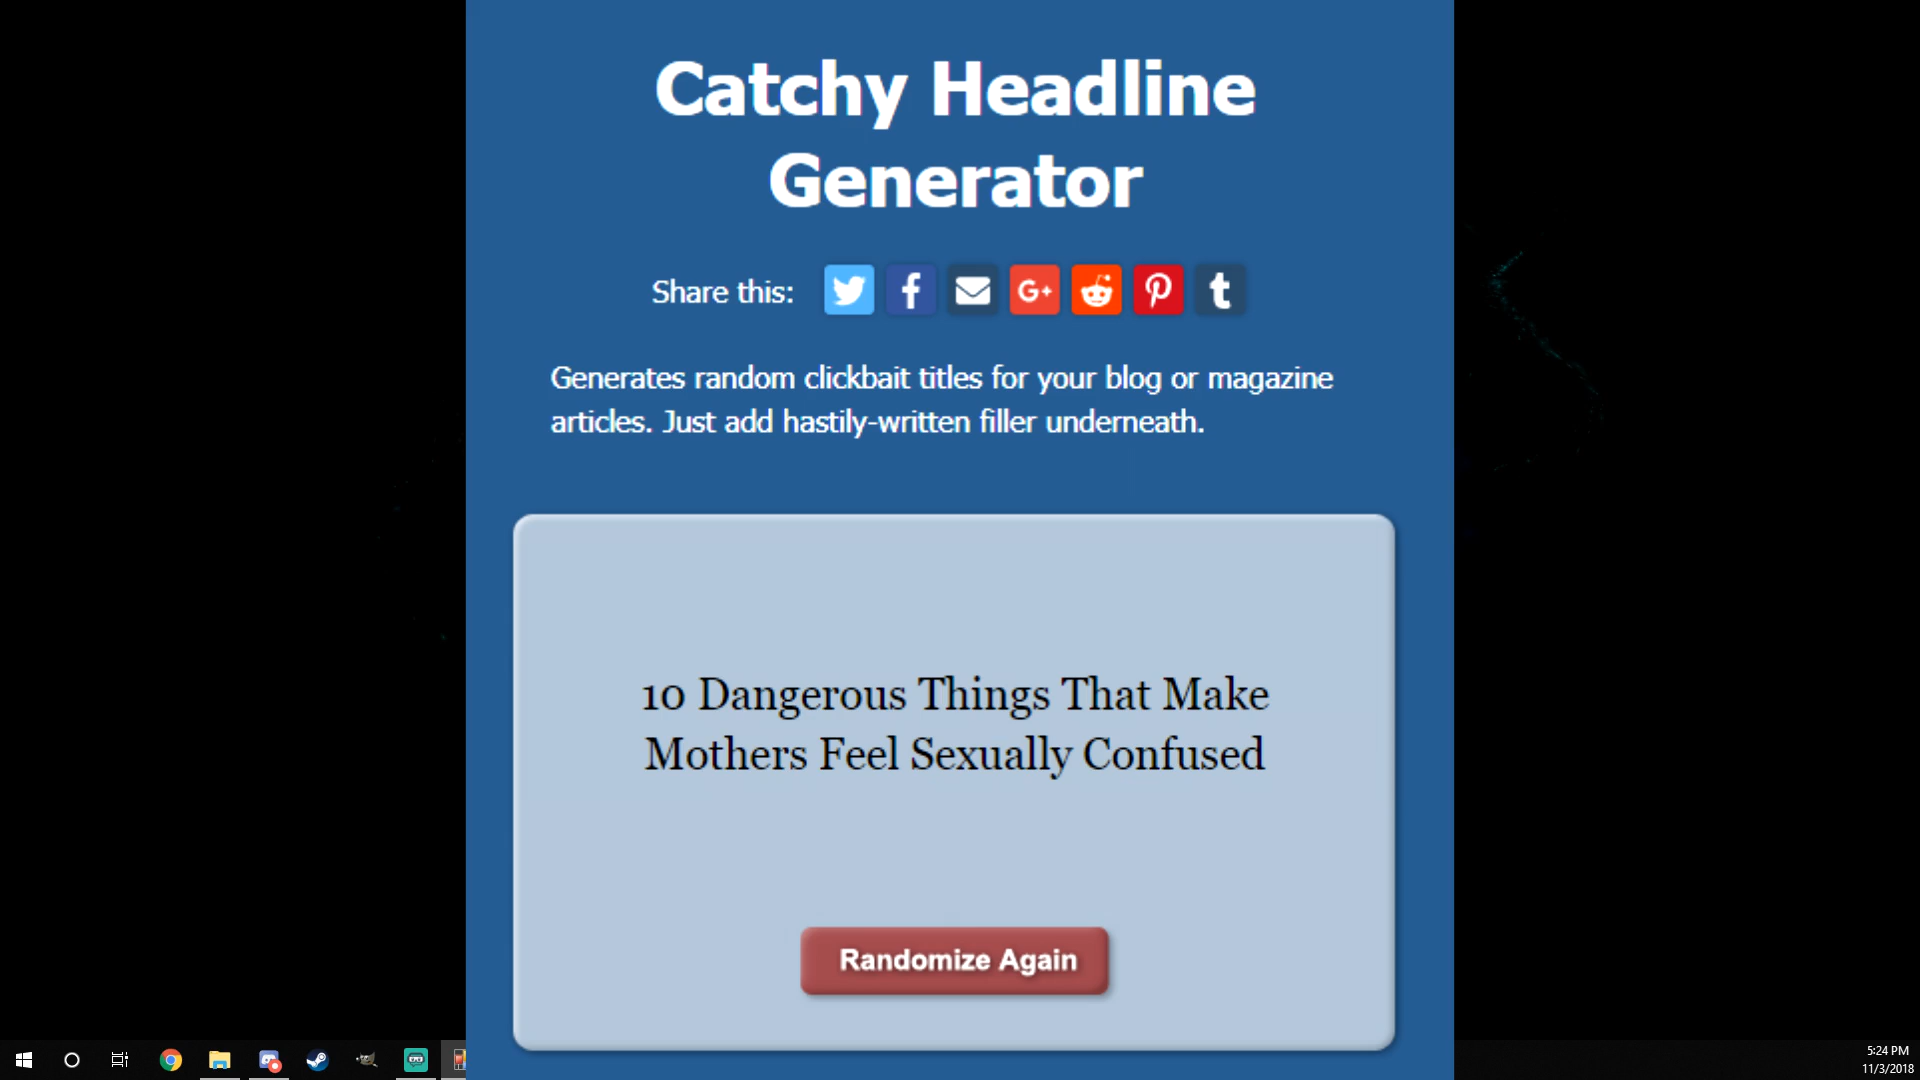 Catchy Headline
Generator
Share this:
G+
Generates random clickbait titles for your blog or magazine
articles. Just add hastily-written filler underneath.
10 Dangerous Things That Make
Mothers Feel Sexually Confused
Randomize Again
5:24 PM
11/3/2018